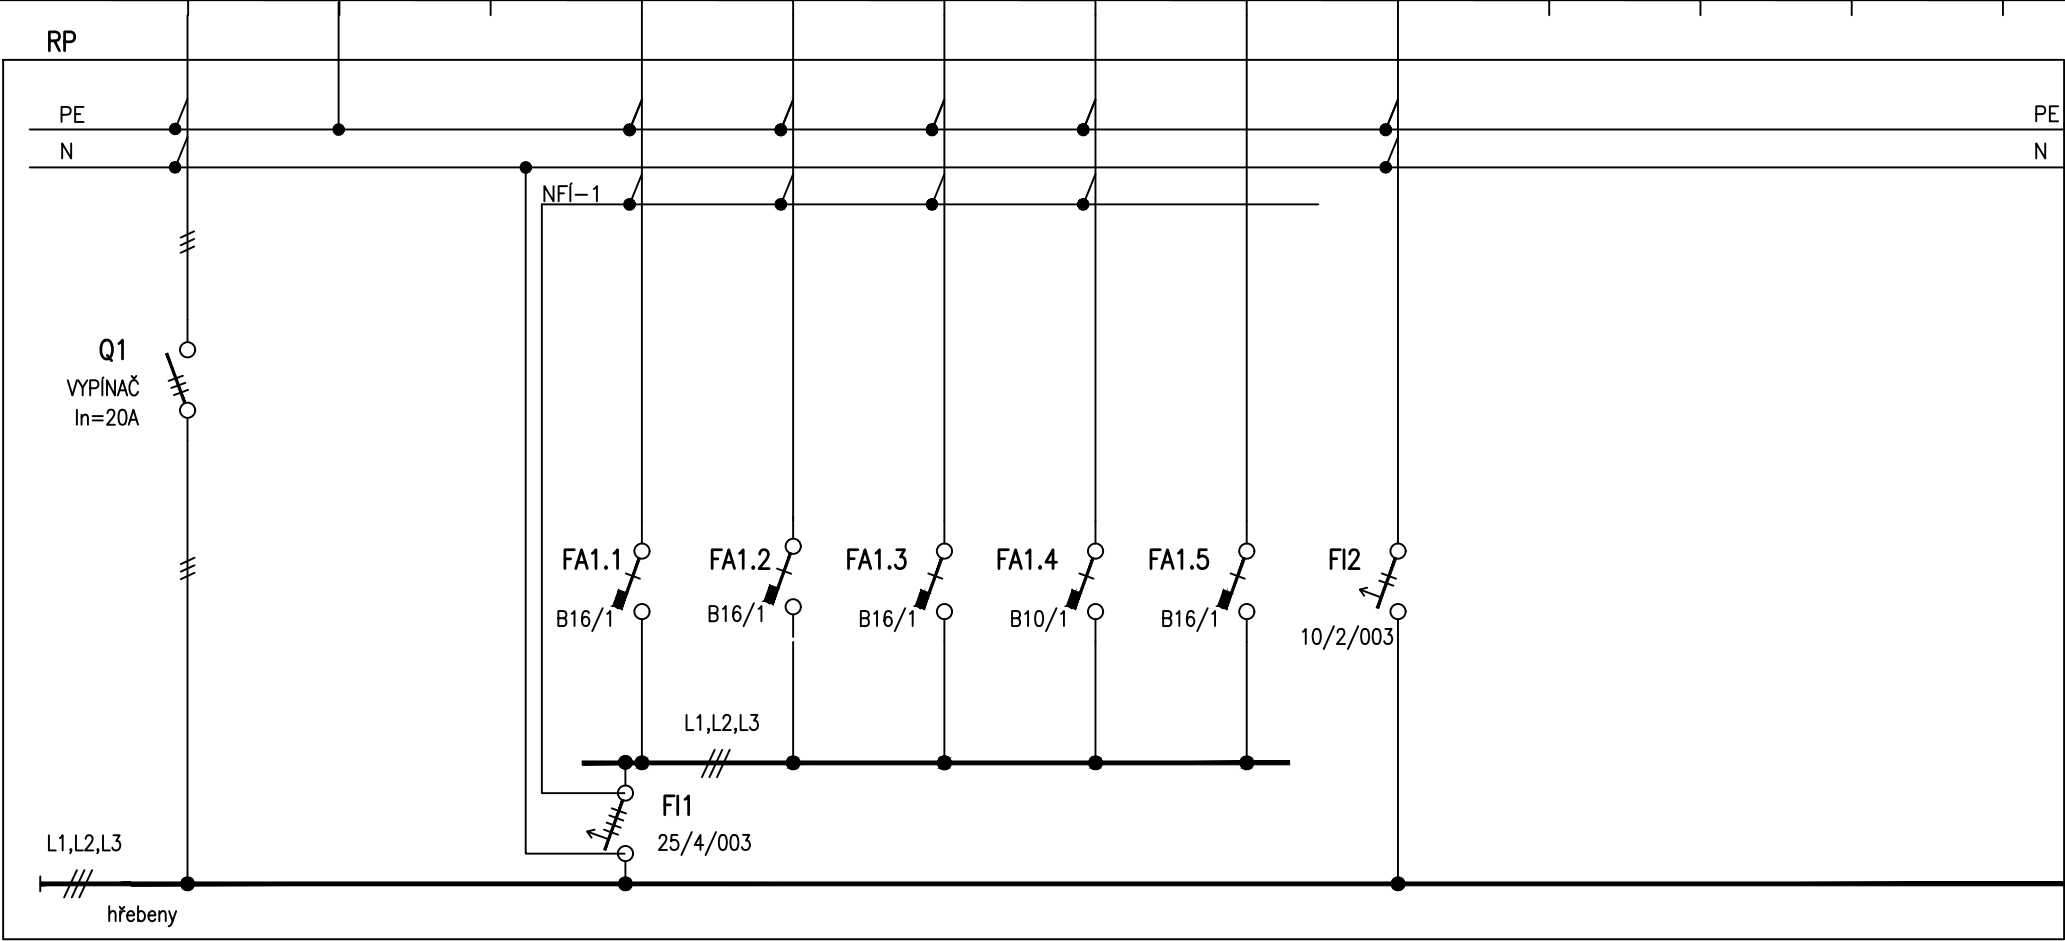 RP
PE
PE
N
N
NFÍ-1
Q1
VYPÍNAČ
In=20A
FA1.1
B16/1
FA1.2
B16/1
FA1.3
B16/1
FA1.4
B10/1
FA1.5
B16/1
FI2
10/2/003
L1,L2,L3
FI1
25/4/003
L1,L2,L3
hřebeny